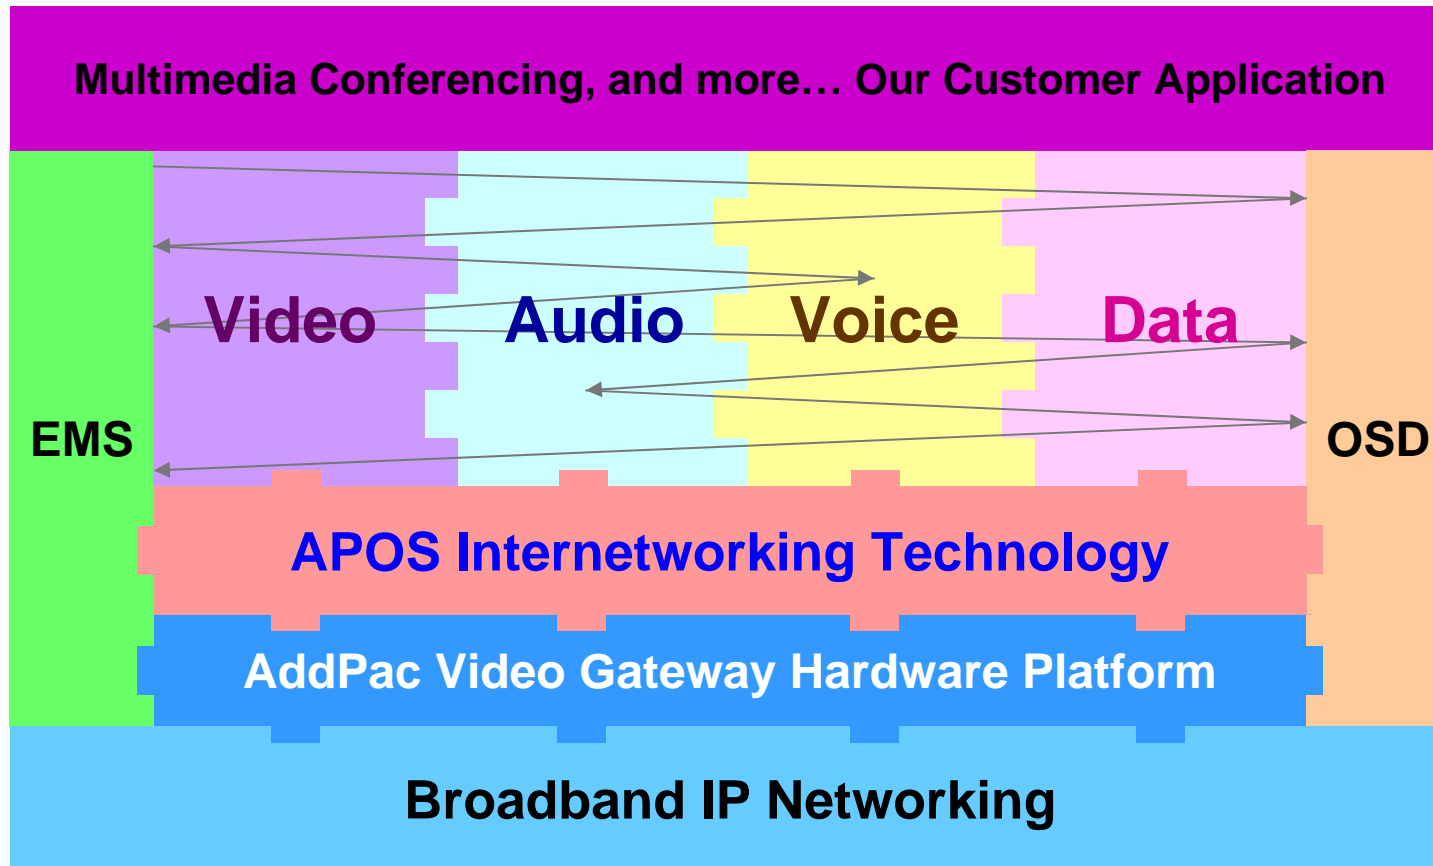 Multimedia Conferencing, and more… Our Customer Application
Video Audio Voice Data
EMS OSD
APOS Internetworking Technology
AddPac Video Gateway Hardware Platform
Broadband IP Networking